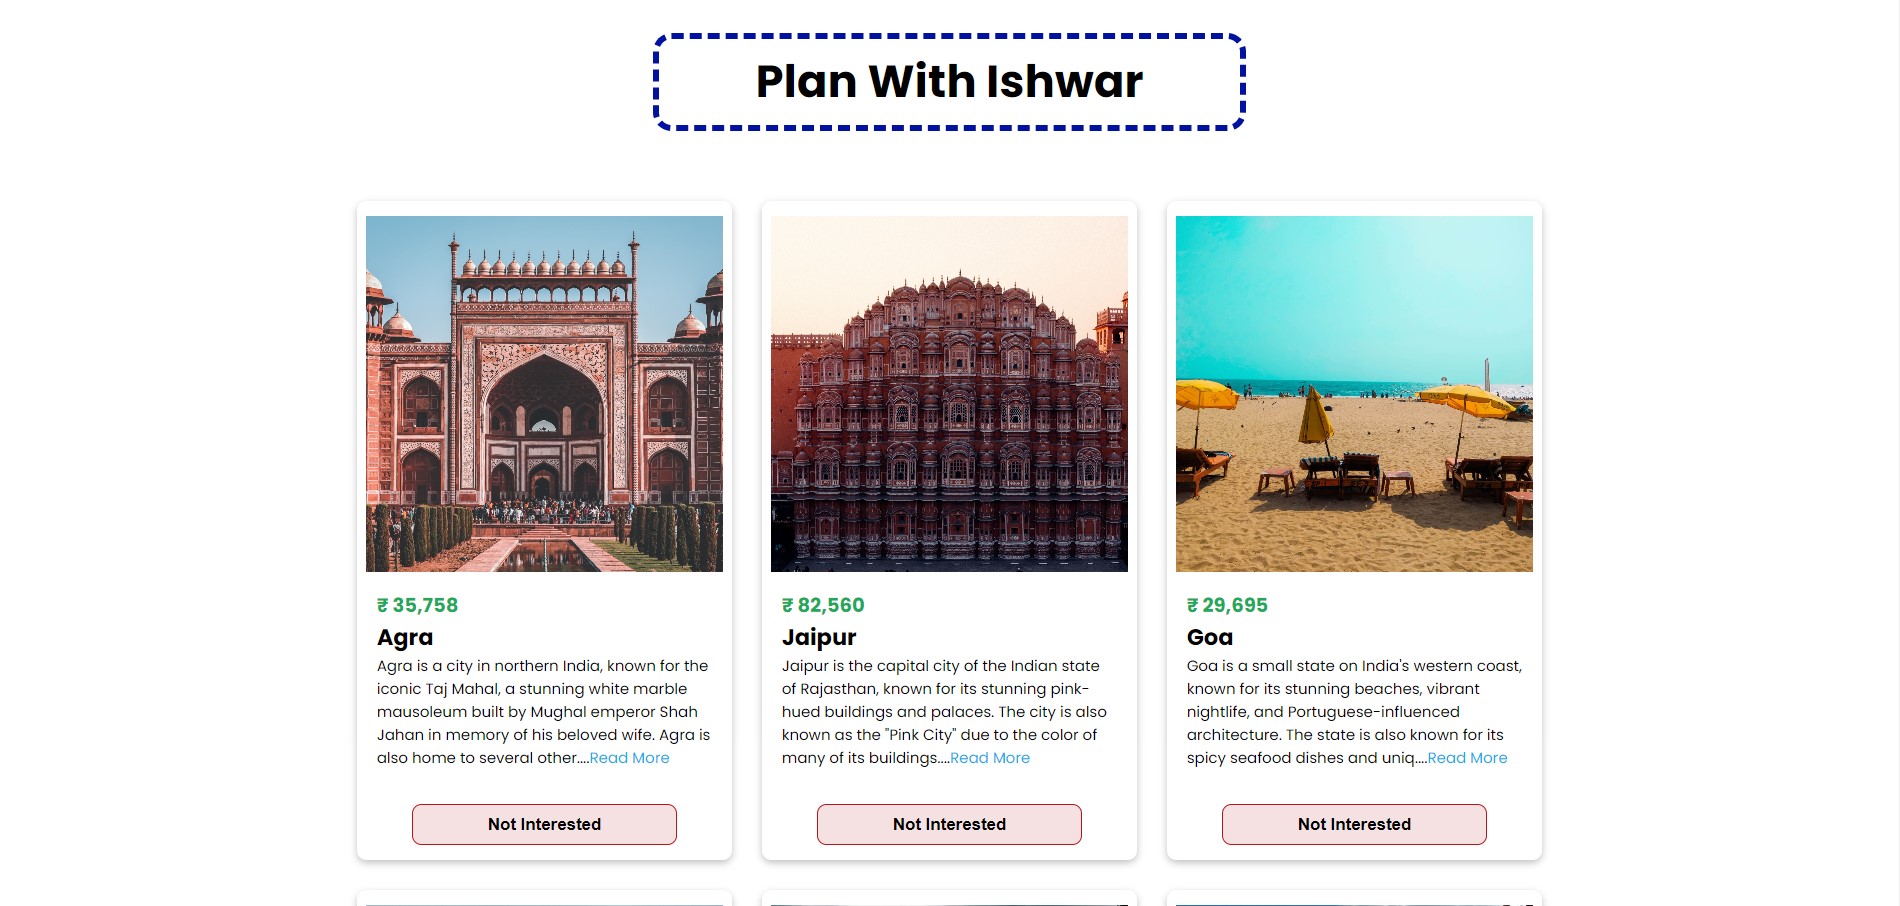 Plan With Ishwar
₹ 35,758
Agra
Agra is a city in northern India, known for the
iconic Taj Mahal, a stunning white marble
mausoleum built by Mughal emperor Shah
Jahan in memory of his beloved wife. Agra is
also home to several other....Read More
Not Interested
₹ 82,560
Jaipur
Jaipur is the capital city of the Indian state
of Rajasthan, known for its stunning pink-
hued buildings and palaces. The city is also
known as the "Pink City" due to the color of
many of its buildings....Read More
Not Interested
₹ 29,695
Goa
Goa is a small state on India's western coast,
known for its stunning beaches, vibrant
nightlife, and Portuguese-influenced
architecture. The state is also known for its
spicy seafood dishes and uniq....Read More
Not Interested